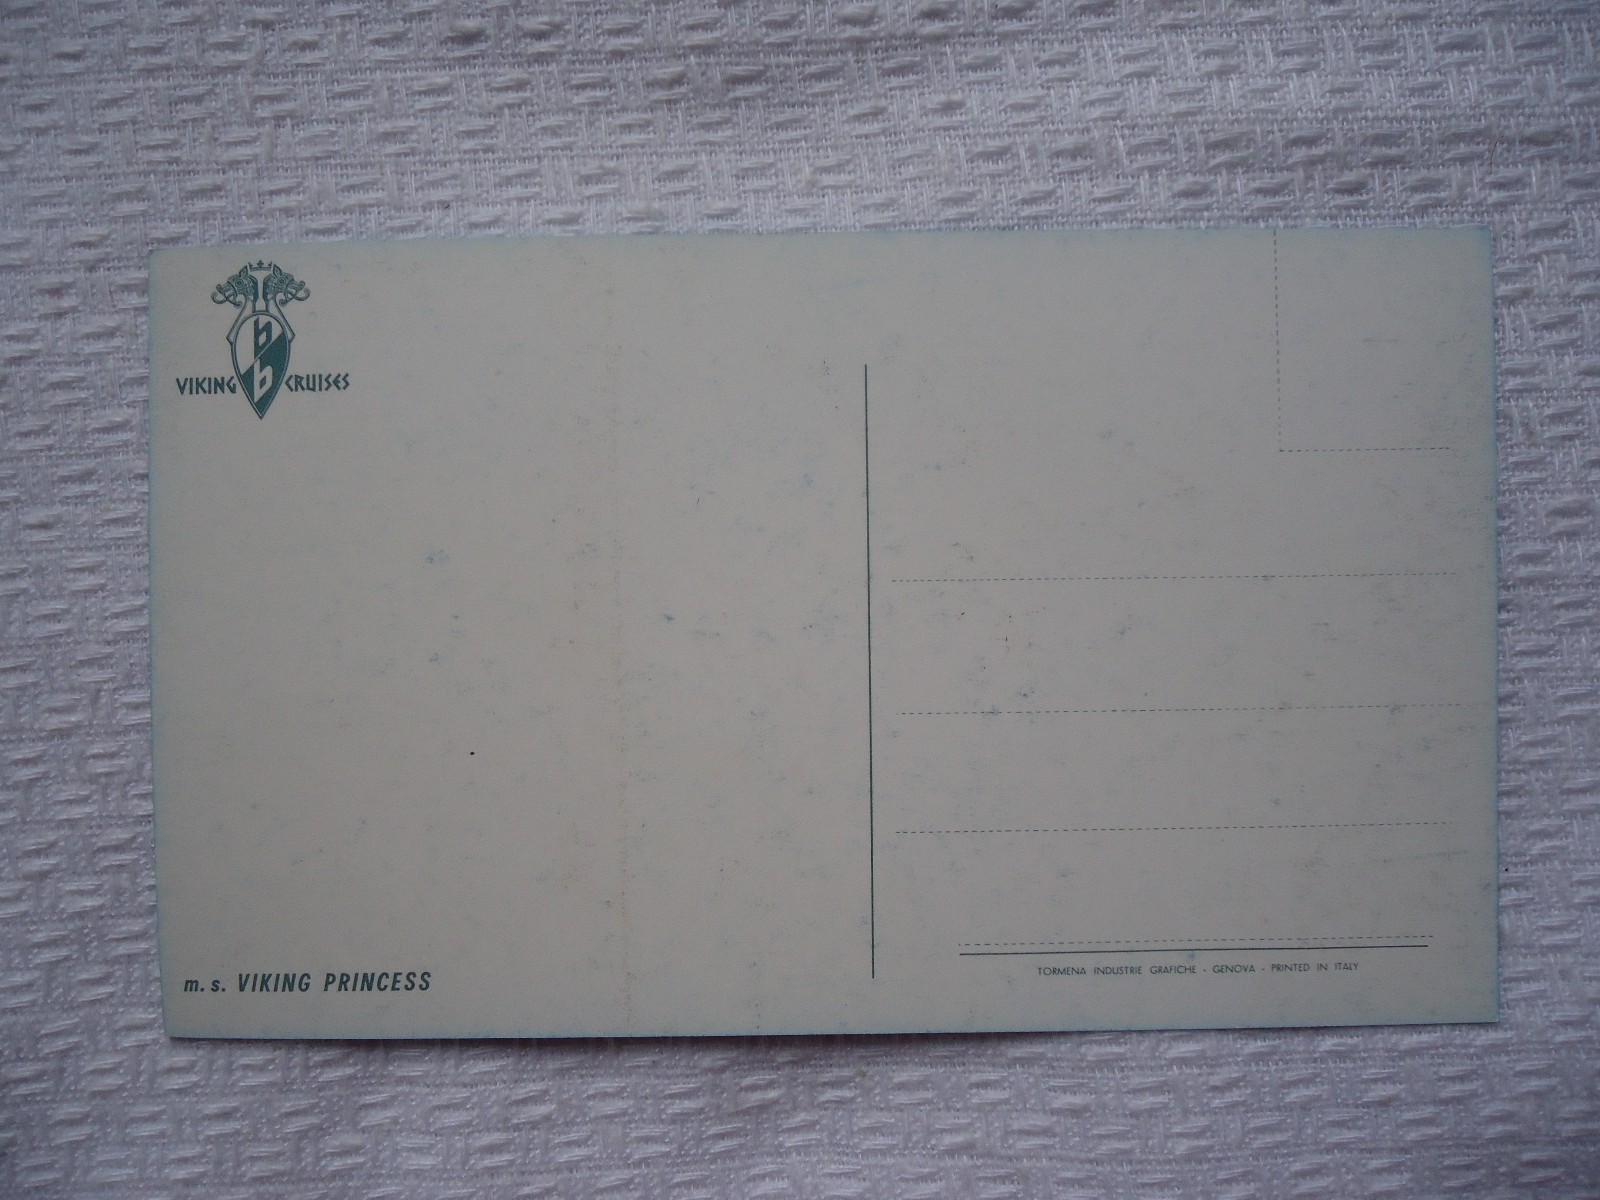 b
b
VIKING CRUISES
m. s. VIKING PRINCESS
TORMENA INDUSTRIE GRAFICHE - GENOVA - PRINTED IN ITALY